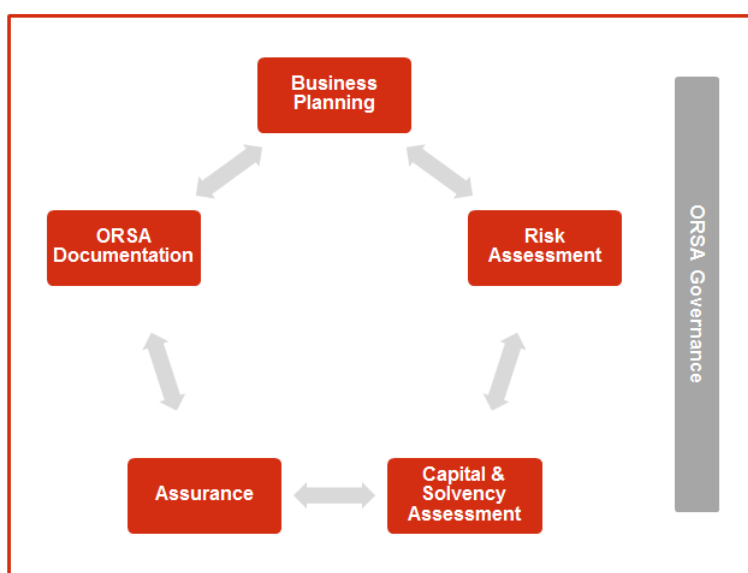 Business
Planning
ORSA
Documentation
Risk
Assessment
ORSA Governance
Assurance
Capital &
Solvency
Assessment